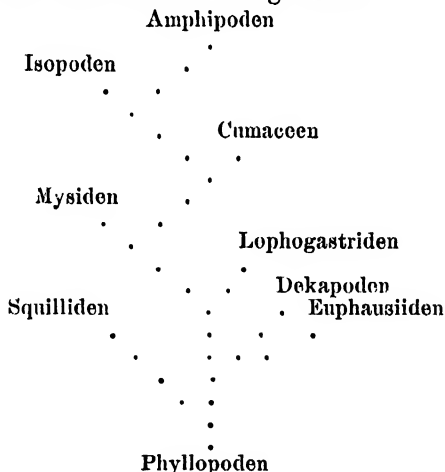 Amphipoden
Isopoden
Cumaceen
Mysiden
Lophogastriden
Dekapoden
Squilliden Euphausiiden
Phyllopoden